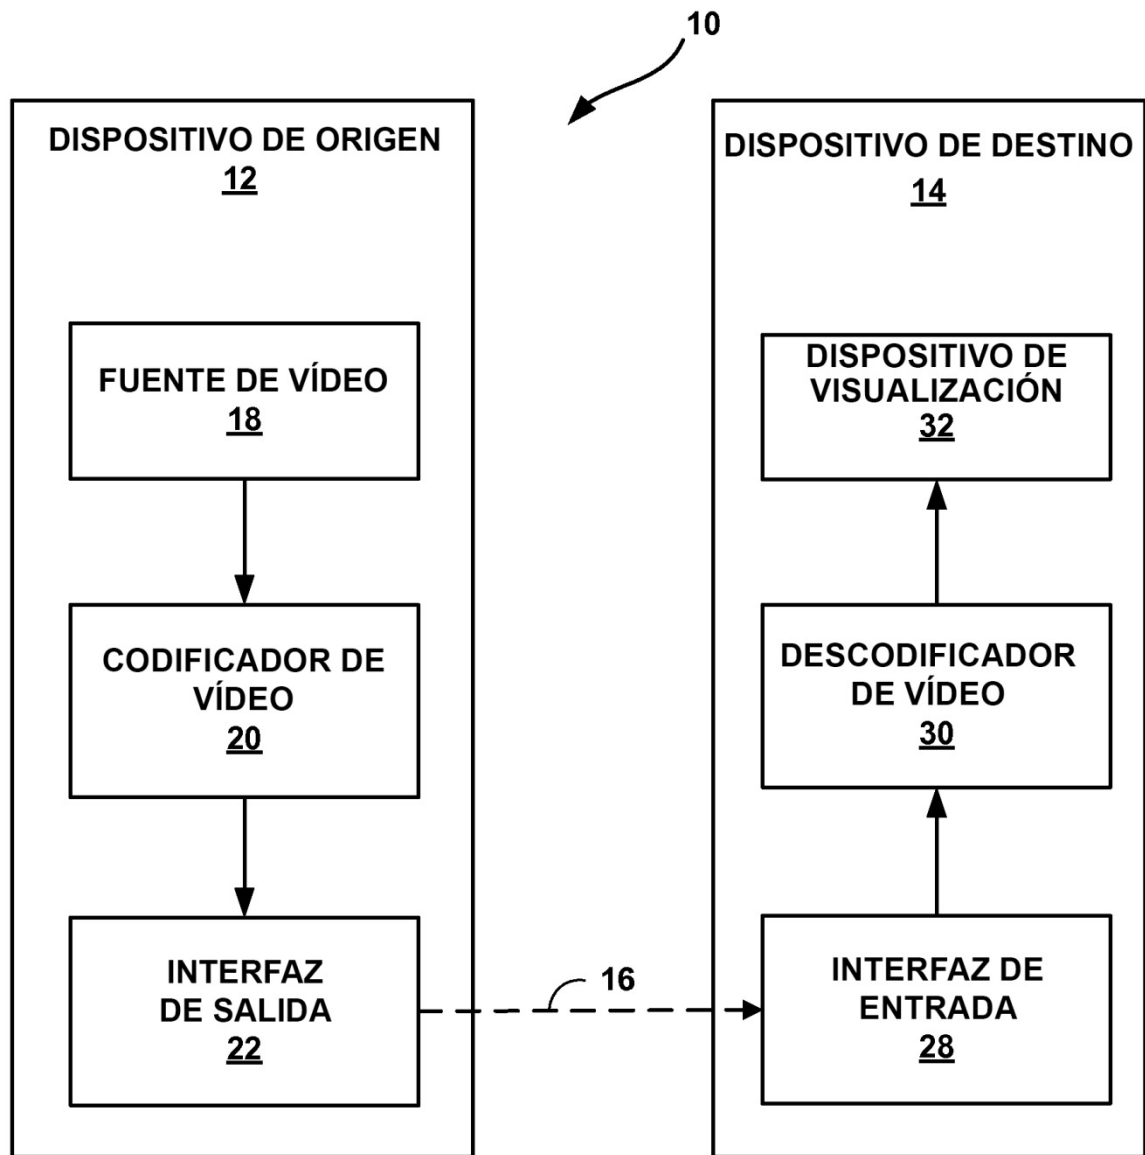 10
DISPOSITIVO DE ORIGEN
12
FUENTE DE VÍDEO
18
CODIFICADOR DE
VÍDEO
20
INTERFAZ
DE SALIDA
22
16
DISPOSITIVO DE DESTINO
14
DISPOSITIVO DE
VISUALIZACIÓN
32
DESCODIFICADOR
DE VÍDEO
30
INTERFAZ DE
ENTRADA
28